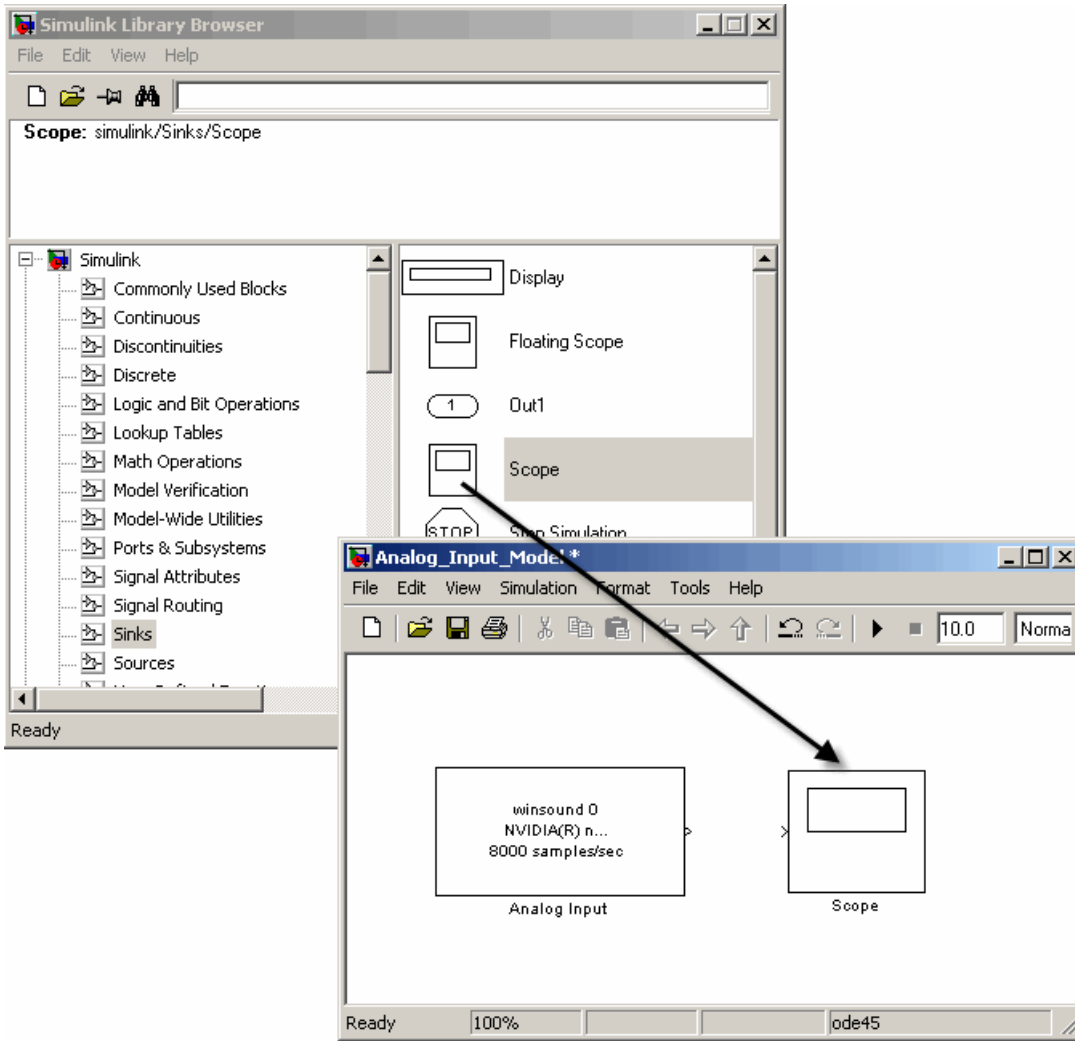 Simulink Library Browser
File Edit View Help
Scope: simulink/Sinks/Scope
Simulink
Commonly Used Blocks
Continuous
Discontinuities
Discrete
Logic and Bit Operations
Lookup Tables
Math Operations
Model Verification
Model-Wide Utilities
Ports & Subsystems
Signal Attributes
Signal Routing
Sinks
Sources
Display
Floating Scope
1 Out1
Scope
STOP Stop Simulation
Ready
Analog_Input_Model *
File Edit View Simulation Format Tools Help
10.0 Norma
winsound 0
NVIDIA(R) n...
8000 samples/sec
Analog Input
Scope
Ready 100% ode45